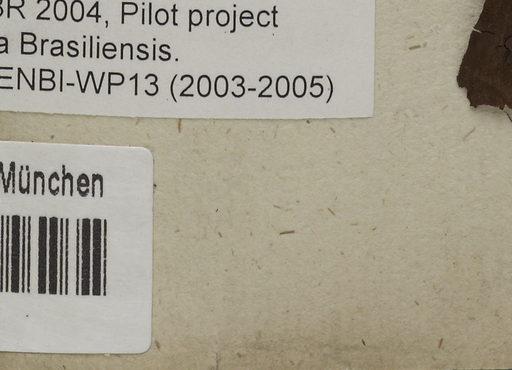 2004, Pilot project
Brasiliensis.
ENBI-WP13 (2003-2005)
München